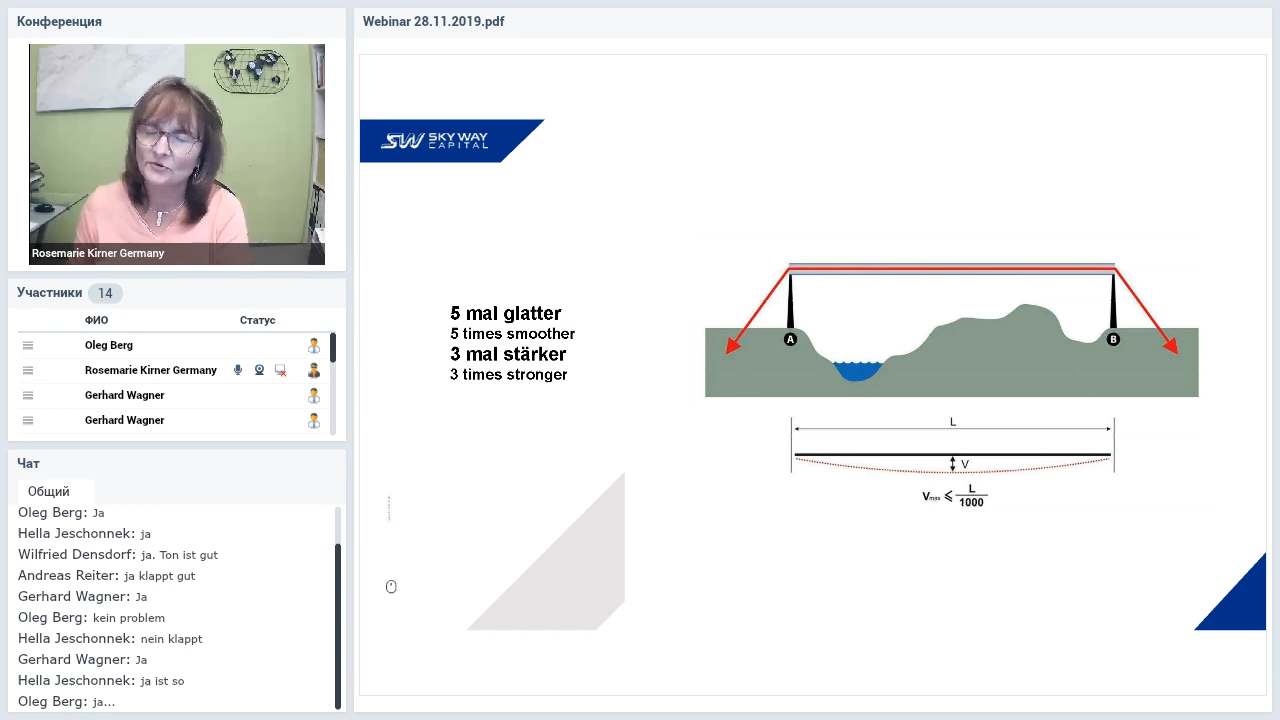 Конференция
Rosemarie Kirner Germany
Участники 14
ФИО Статус
Oleg Berg
Rosemarie Kirner Germany
Gerhard Wagner
Gerhard Wagner
Чат
Общий
Oleg Berg: Ja
Hella Jeschonnek: ja
Wilfried Densdorf: ja. Ton ist gut
Andreas Reiter: ja klappt gut
Gerhard Wagner: Ja
Oleg Berg: kein problem
Hella Jeschonnek: nein klappt
Gerhard Wagner: Ja
Hella Jeschonnek: ja ist so
Oleg Berg: ja...
Webinar 28.11.2019.pdf
SW SKY WAY
CAPITAL
5 mal glatter
5 times smoother
3 mal stärker
3 times stronger
A B
L
V
Vmax ⩽ L
1000